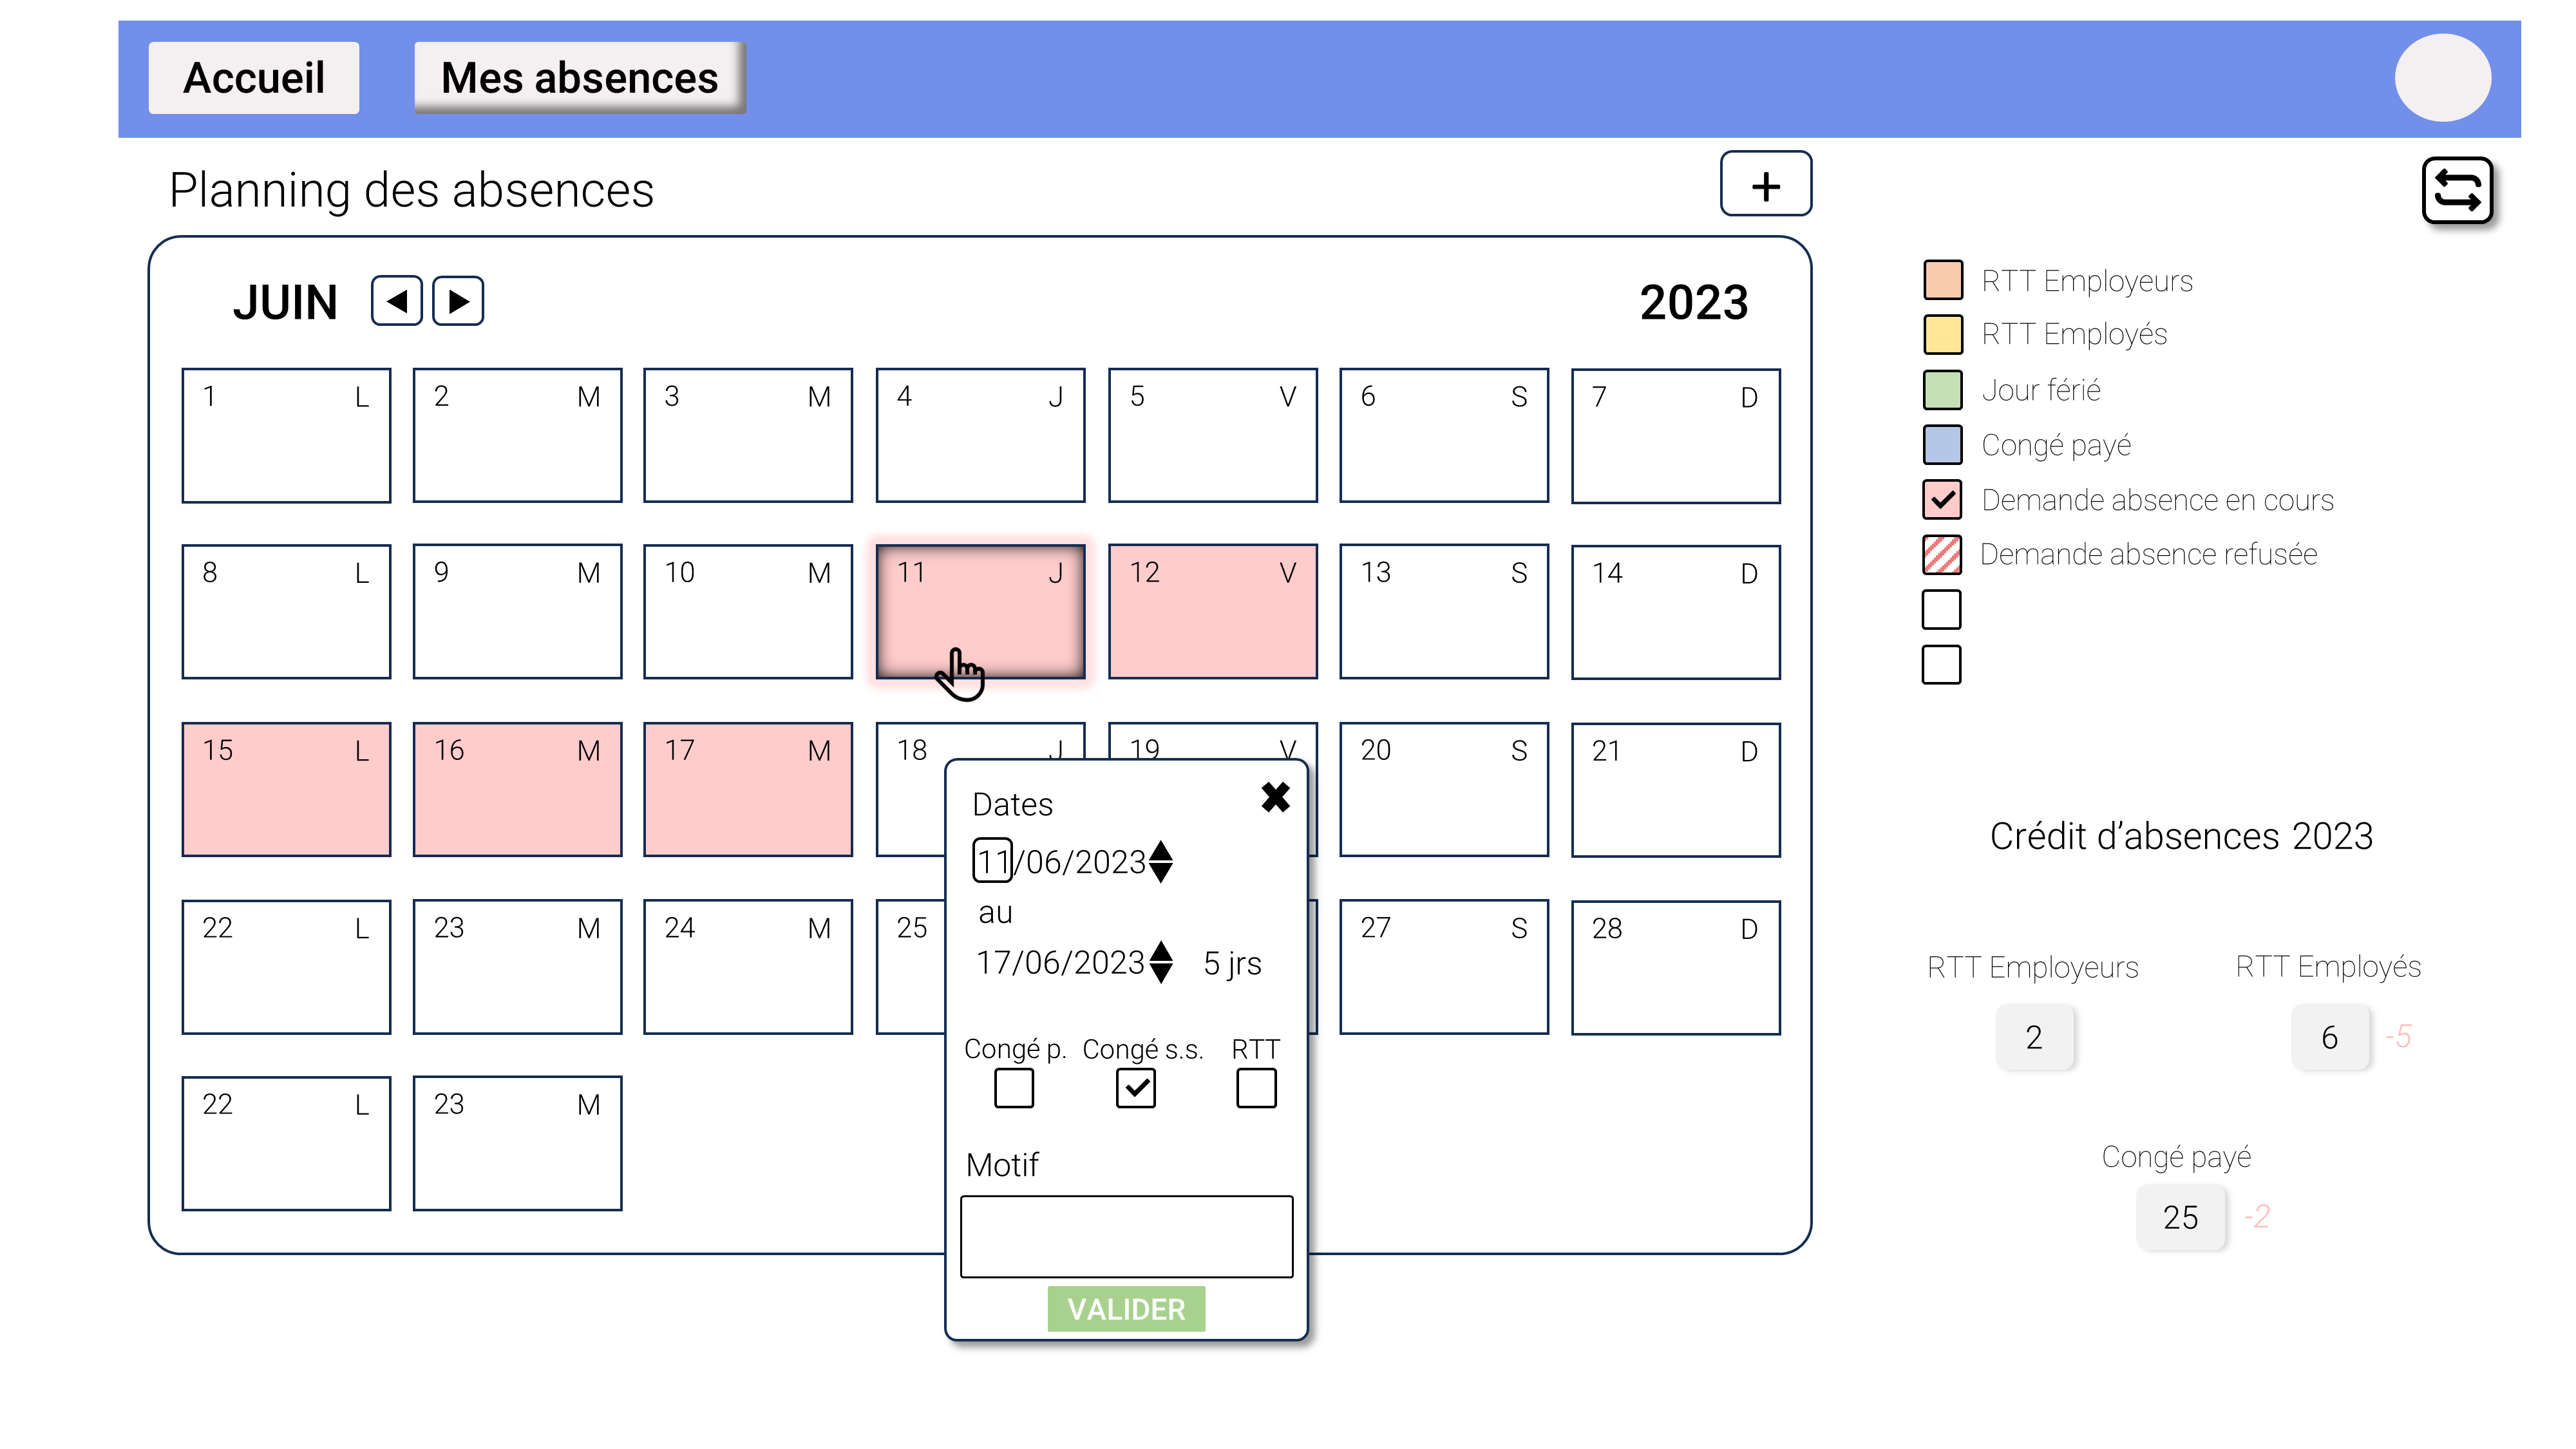 Accueil Mes absences
Planning des absences +
JUIN 2023
1 L 2 M 3 M 4 J 5 V 6 S 7 D
8 L 9 M 10 M 11 J 12 V 13 S 14 D
15 L 16 M 17 M 18 J 19 V 20 S 21 D
22 L 23 M 24 M 25 27 S 28 D
22 L 23 M
Dates
11/06/2023
au
17/06/2023 5 jrs
Congé p. Congé s.s. RTT
Motif
VALIDER
RTT Employeurs
RTT Employés
Jour férié
Congé payé
Demande absence en cours
Demande absence refusée
Crédit d’absences 2023
RTT Employeurs RTT Employés
2 6 -5
Congé payé
25 -2